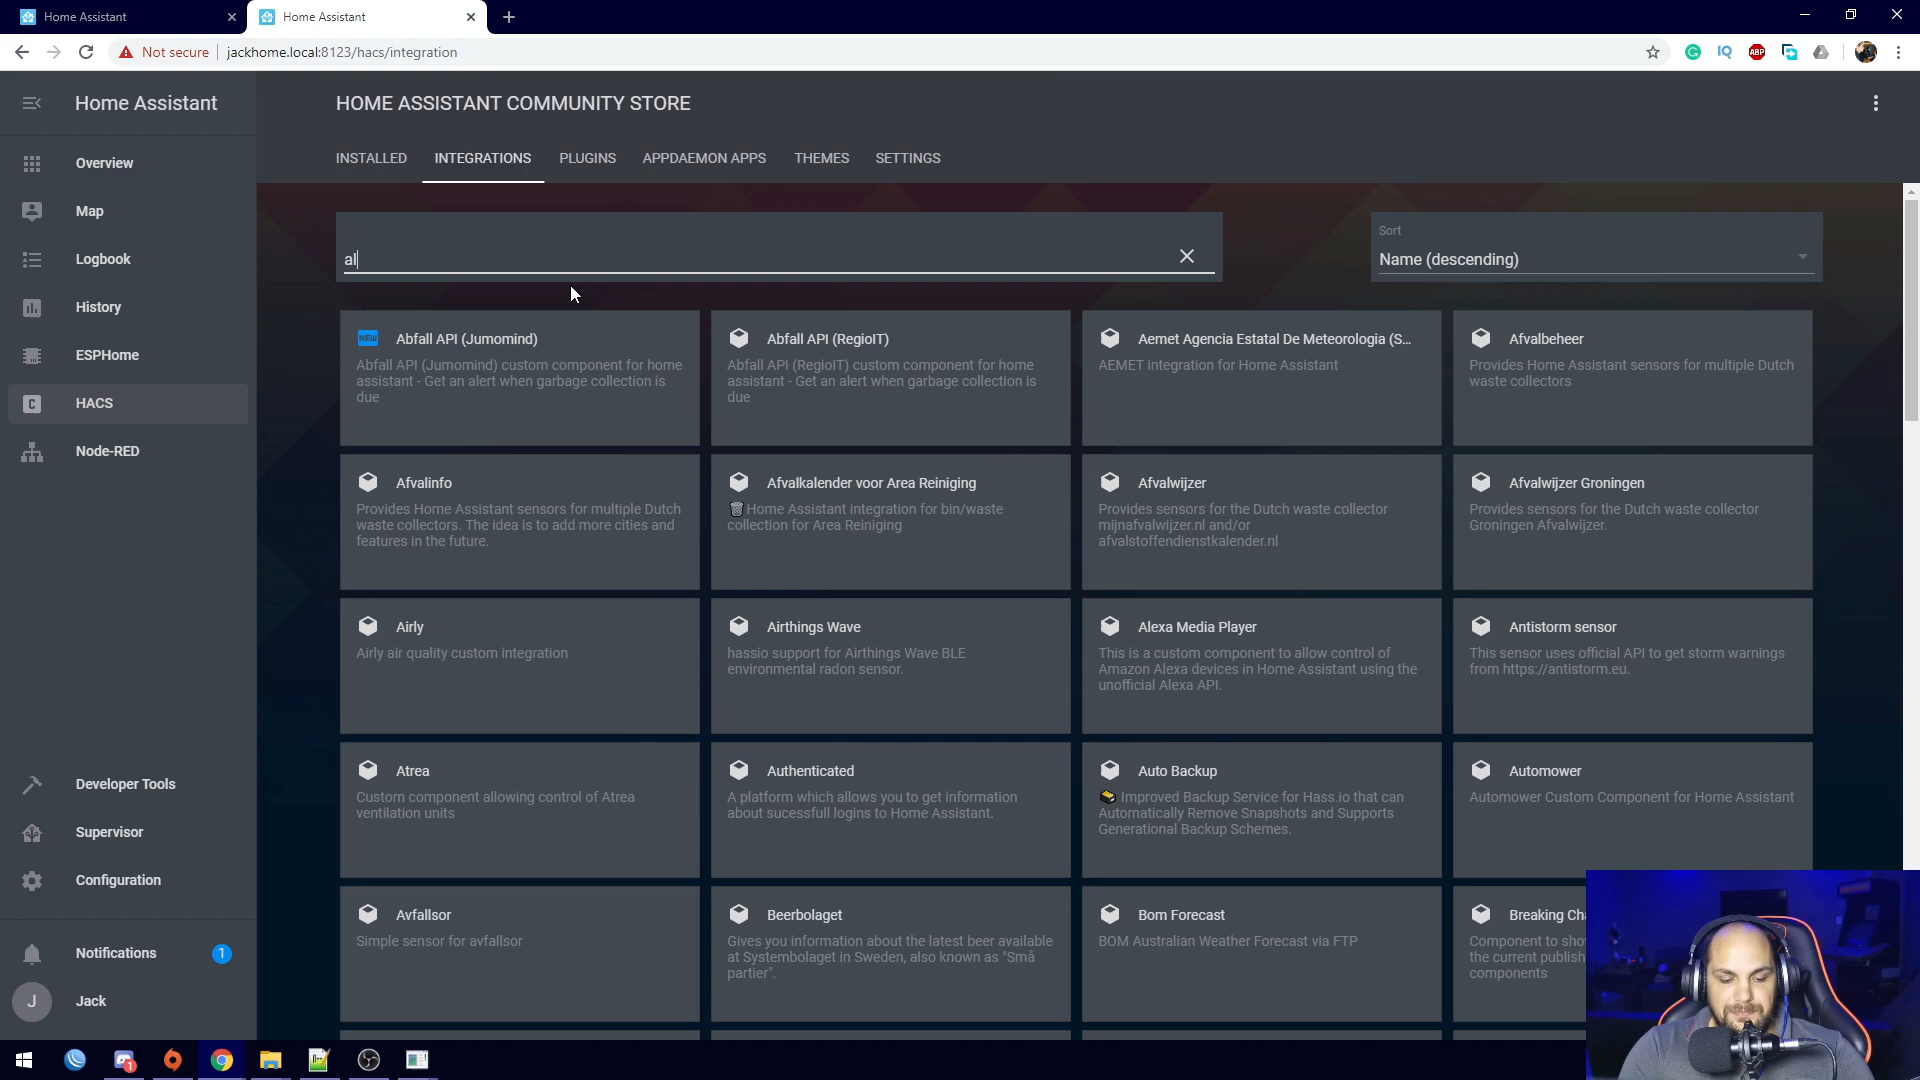 Home Assistant
Home Assistant
Not secure
jackhome.local:8123/hacs/integration
IQ
ABP
Home Assistant
HOME ASSISTANT COMMUNITY STORE
INSTALLED
INTEGRATIONS
PLUGINS
APPDAEMON APPS
THEMES
SETTINGS
Overview
Map
Logbook
History
ESPHome
C
HACS
Node-RED
Developer Tools
Supervisor
Configuration
Notifications
1
J
Jack
al
Sort
Name (descending)
NEW
Abfall API (Jumomind)
Abfall API (Jumomind) custom component for home
assistant - Get an alert when garbage collection is
due
Abfall API (RegioIT)
Abfall API (RegioIT) custom component for home
assistant - Get an alert when garbage collection is
due
Aemet Agencia Estatal De Meteorologia (S...
AEMET integration for Home Assistant
Afvalbeheer
Provides Home Assistant sensors for multiple Dutch
waste collectors
Afvalinfo
Provides Home Assistant sensors for multiple Dutch
waste collectors. The idea is to add more cities and
features in the future.
Afvalkalender voor Area Reiniging
Home Assistant integration for bin/waste
collection for Area Reiniging
Afvalwijzer
Provides sensors for the Dutch waste collector
mijnafvalwijzer.nl and/or
afvalstoffendienstkalender.nl
Afvalwijzer Groningen
Provides sensors for the Dutch waste collector
Groningen Afvalwijzer.
Airly
Airly air quality custom integration
Airthings Wave
hassio support for Airthings Wave BLE
environmental radon sensor.
Alexa Media Player
This is a custom component to allow control of
Amazon Alexa devices in Home Assistant using the
unofficial Alexa API.
Antistorm sensor
This sensor uses official API to get storm warnings
from https://antistorm.eu.
Atrea
Custom component allowing control of Atrea
ventilation units
Authenticated
A platform which allows you to get information
about sucessfull logins to Home Assistant.
Auto Backup
Improved Backup Service for Hass.io that can
Automatically Remove Snapshots and Supports
Generational Backup Schemes.
Automower
Automower Custom Component for Home Assistant
Avfallsor
Simple sensor for avfallsor
Beerbolaget
Gives you information about the latest beer available
at Systembolaget in Sweden, also known as "Små
partier".
Bom Forecast
BOM Australian Weather Forecast via FTP
Breaking Cha
Component to sho
the current publish
components
1